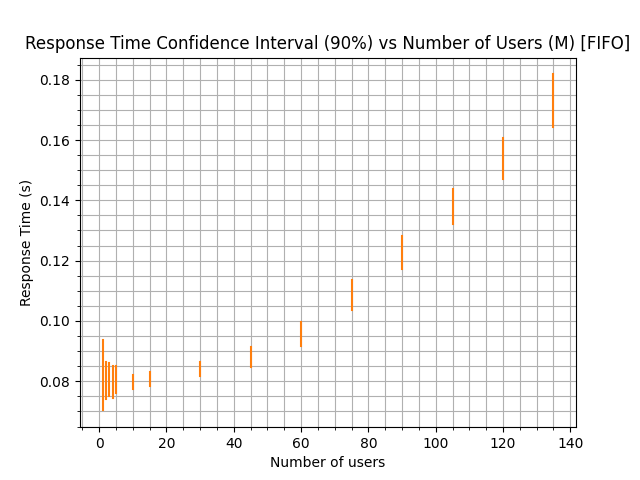 Response Time Confidence Interval (90%) vs Number of Users (M) [FIFO]
0.18
0.16
0.14
0.12
0.10
0.08
Response Time (s)
0 20 40 60 80 100 120 140
Number of users